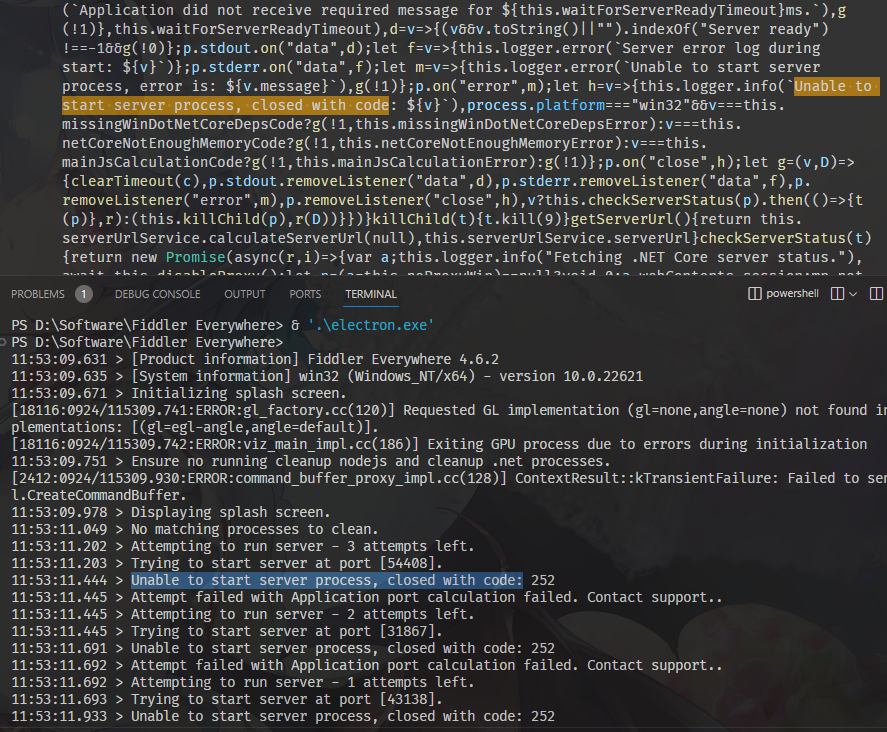 (`Application did not receive required message for ${this.waitForServerReadyTimeout}ms.`),g
(!1)},this.waitForServerReadyTimeout),d=v=>{(v&&v.toString()||"").indexOf("Server ready")
!==-1&&g(!0)};p.stdout.on("data",d);let f=v=>{this.logger.error(`Server error log during
start: ${v}`)};p.stderr.on("data",f);let m=v=>{this.logger.error(`Unable to start server
process, error is: ${v.message}`),g(!1)};p.on("error",m);let h=v=>{this.logger.info(`Unable to
start server process, closed with code: ${v}`),process.platform==="win32"&&v===this.
missingWinDotNetCoreDepsCode?g(!1,this.missingWinDotNetCoreDepsError):v===this.
netCoreNotEnoughMemoryCode?g(!1,this.netCoreNotEnoughMemoryError):v===this.
mainJsCalculationCode?g(!1,this.mainJsCalculationError):g(!1)};p.on("close",h);let g=(v,D)=>
{clearTimeout(c),p.stdout.removeListener("data",d),p.stderr.removeListener("data",f),p.
removeListener("error",m),p.removeListener("close",h),v?this.checkServerStatus(p).then(()=>{t
(p)},r):(this.killChild(p),r(D))}})}killChild(t){t.kill(9)}getServerUrl(){return this.
serverUrlService.calculateServerUrl(null),this.serverUrlService.serverUrl}checkServerStatus(t)
{return new Promise(async(r,i)=>{var a;this.logger.info("Fetching .NET Core server status."),
PROBLEMS 1 DEBUG CONSOLE OUTPUT PORTS TERMINAL powershell
PS D:\Software\Fiddler Everywhere> & '.\electron.exe'
PS D:\Software\Fiddler Everywhere>
11:53:09.631 > [Product information] Fiddler Everywhere 4.6.2
11:53:09.635 > [System information] win32 (Windows_NT/x64) - version 10.0.22621
11:53:09.671 > Initializing splash screen.
[18116:0924/115309.741:ERROR:gl_factory.cc(120)] Requested GL implementation (gl=none,angle=none) not found in
plementations: [(gl=egl-angle,angle=default)].
[18116:0924/115309.742:ERROR:viz_main_impl.cc(186)] Exiting GPU process due to errors during initialization
11:53:09.751 > Ensure no running cleanup nodejs and cleanup .net processes.
[2412:0924/115309.930:ERROR:command_buffer_proxy_impl.cc(128)] ContextResult::kTransientFailure: Failed to sen
l.CreateCommandBuffer.
11:53:09.978 > Displaying splash screen.
11:53:11.049 > No matching processes to clean.
11:53:11.202 > Attempting to run server - 3 attempts left.
11:53:11.203 > Trying to start server at port [54408].
11:53:11.444 > Unable to start server process, closed with code: 252
11:53:11.445 > Attempt failed with Application port calculation failed. Contact support..
11:53:11.445 > Attempting to run server - 2 attempts left.
11:53:11.445 > Trying to start server at port [31867].
11:53:11.691 > Unable to start server process, closed with code: 252
11:53:11.692 > Attempt failed with Application port calculation failed. Contact support..
11:53:11.692 > Attempting to run server - 1 attempts left.
11:53:11.693 > Trying to start server at port [43138].
11:53:11.933 > Unable to start server process, closed with code: 252